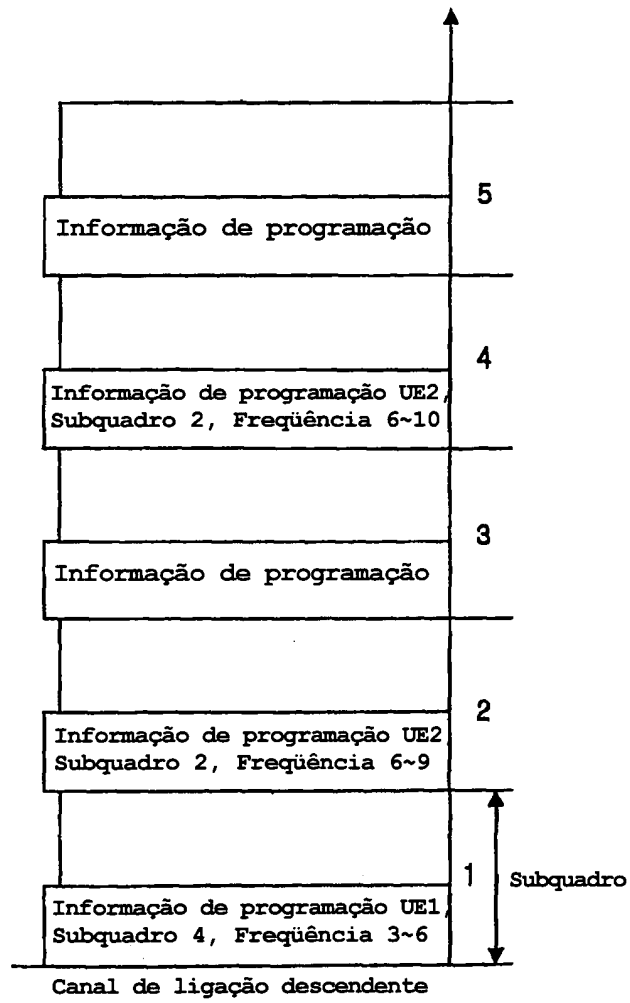 5
Informação de programação
4
Informação de programação UE2,
Subquadro 2, Freqüência 6~10
3
Informação de programação
2
Informação de programação UE2
Subquadro 2, Freqüência 6~9
1
Subquadro
Informação de programação UE1,
Subquadro 4, Freqüência 3~6
Canal de ligação descendente